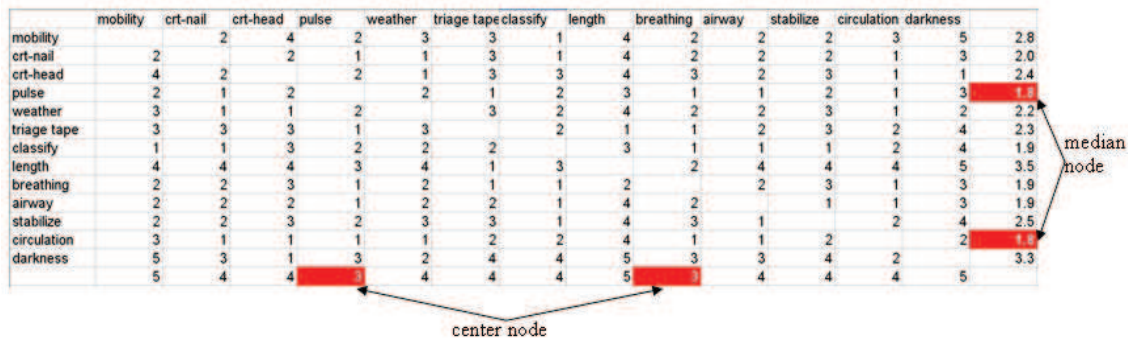 mobility crt-nail crt-head pulse weather triage tape classify length breathing airway stabilize circulation darkness
mobility 2 4 2 3 3 1 4 2 2 2 3 5 2.8
crt-nail 2 2 1 1 3 1 4 2 2 2 1 3 2.0
crt-head 4 2 2 1 3 3 4 3 2 3 1 1 2.4
pulse 2 1 2 2 1 2 3 1 1 2 1 3 1.8
weather 3 1 1 2 3 2 4 2 2 3 1 2 2.2
triage tape 3 3 3 1 3 2 1 1 2 3 2 4 2.3
classify 1 1 3 2 2 2 3 1 1 1 2 4 1.9
length 4 4 4 3 4 1 3 2 4 4 4 5 3.5
breathing 2 2 3 1 2 1 1 2 2 3 1 3 1.9
airway 2 2 2 1 2 2 1 4 2 1 1 3 1.9
stabilize 2 2 3 2 3 3 1 4 3 1 2 4 2.5
circulation 3 1 1 1 1 2 2 4 1 1 2 2 1.8
darkness 5 3 1 3 2 4 4 5 3 3 4 2 3.3
5 4 4 3 4 4 4 5 3 4 4 4 5
median
node
center node